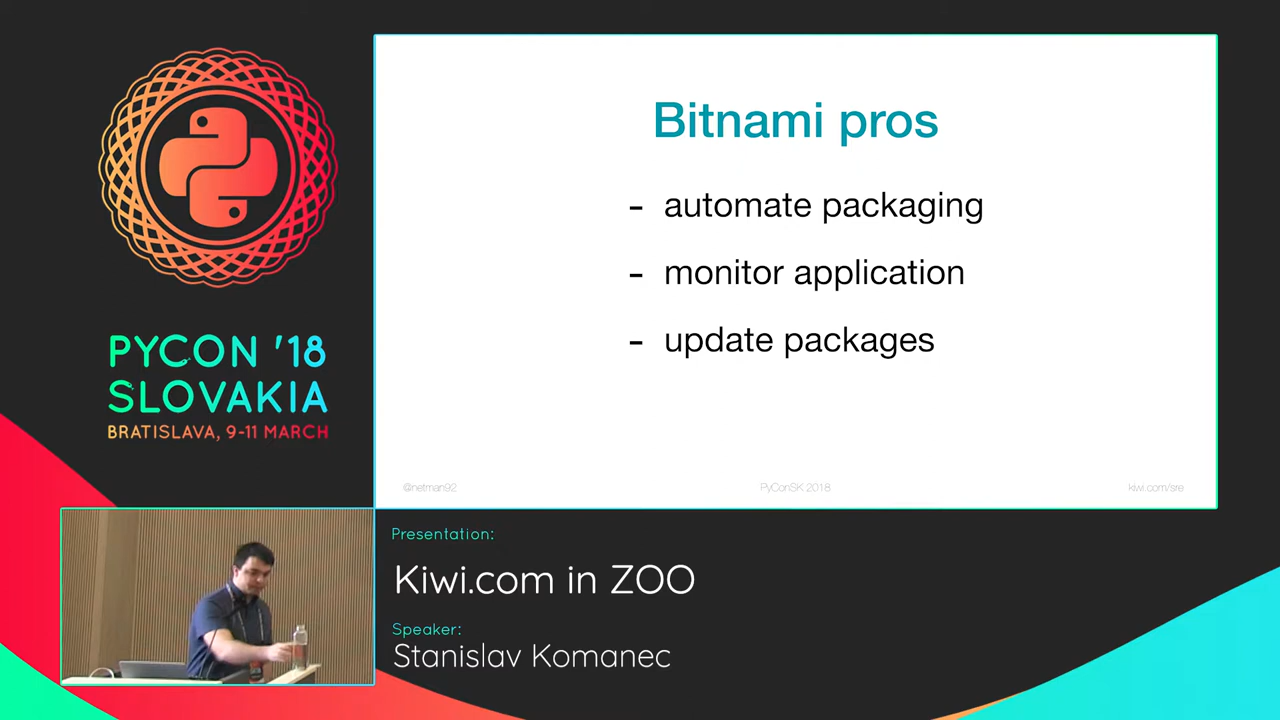 PYCON '18
SLOVAKIA
BRATISLAVA, 9-11 MARCH
Bitnami pros
- automate packaging
- monitor application
- update packages
@netman92
PyConSK 2018
kiwi.com/sre
Presentation:
Kiwi.com in ZOO
Speaker:
Stanislav Komanec